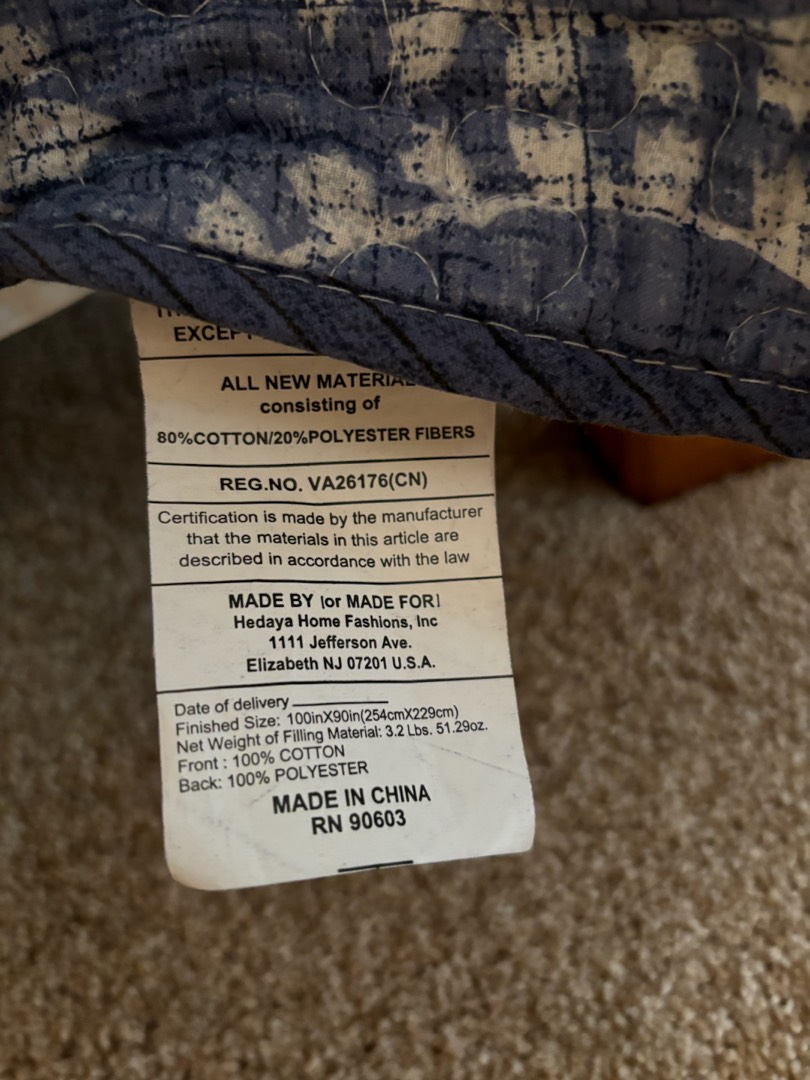 ALL NEW MATERIAL
consisting of
80%COTTON/20%POLYESTER FIBERS
REG.NO. VA26176(CN)
Certification is made by the manufacturer
that the materials in this article are
described in accordance with the law
MADE BY [or MADE FOR]
Hedaya Home Fashions, Inc
1111 Jefferson Ave.
Elizabeth NJ 07201 U.S.A.
Date of delivery
Finished Size: 100inX90in(254cmX229cm)
Net Weight of Filling Material: 3.2 Lbs. 51.29oz.
Front : 100% COTTON
Back: 100% POLYESTER
MADE IN CHINA
RN 90603